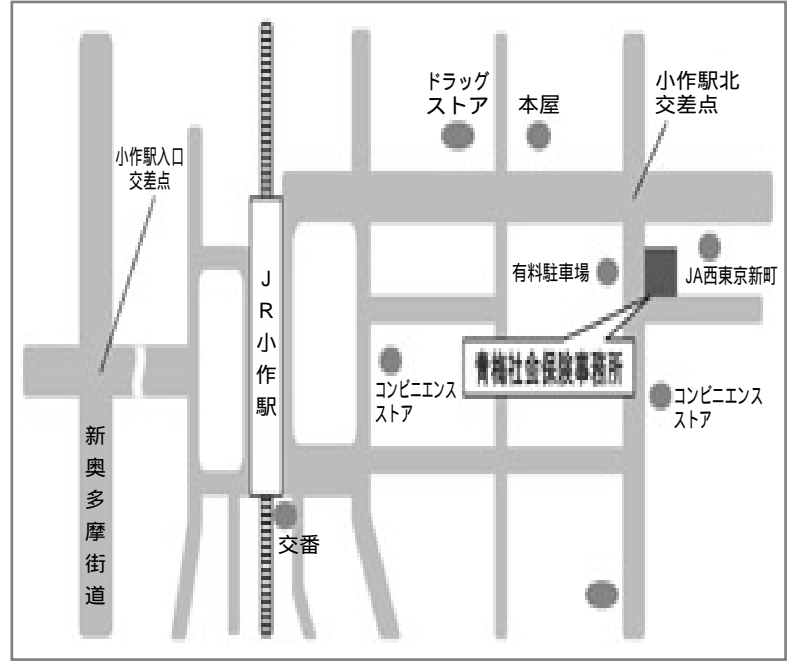 ドラッグ
ストア
本屋
小作駅北
交差点
小作駅入口
交差点
JR小作駅
有料駐車場
JA西東京新町
青梅社会保険事務所
コンビニエンス
ストア
コンビニエンス
ストア
新奥多摩街道
交番